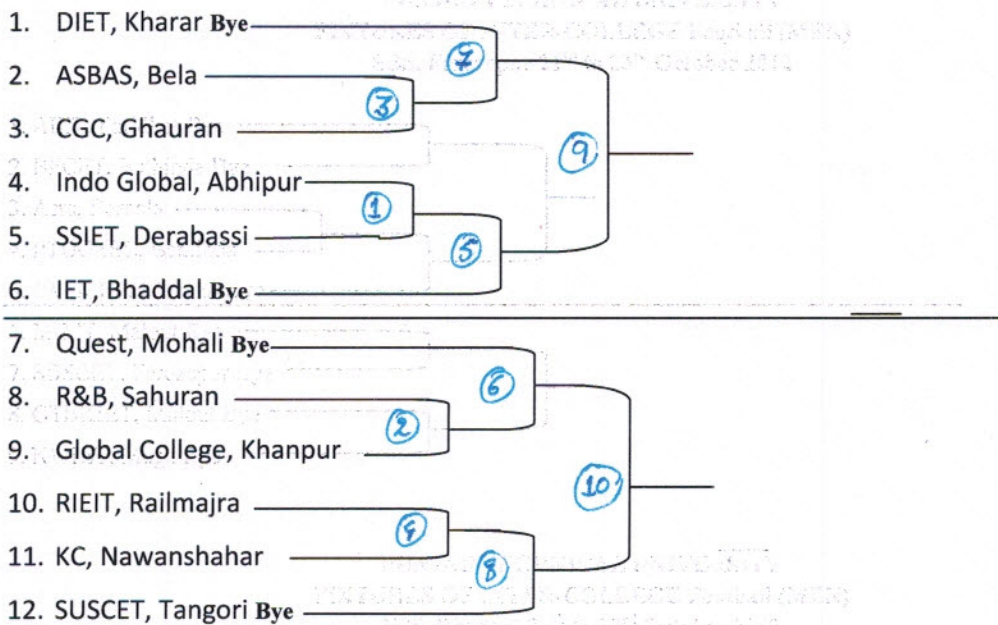 1. DIET, Kharar Bye
7
2. ASBAS, Bela
3
3. CGC, Ghauran
9
4. Indo Global, Abhipur
1
5. SSIET, Derabassi
5
6. IET, Bhaddal Bye
7. Quest, Mohali Bye
6
8. R&B, Sahuran
2
9. Global College, Khanpur
10
10. RIEIT, Railmajra
11. KC, Nawanshahar
8
12. SUSCET, Tangori Bye